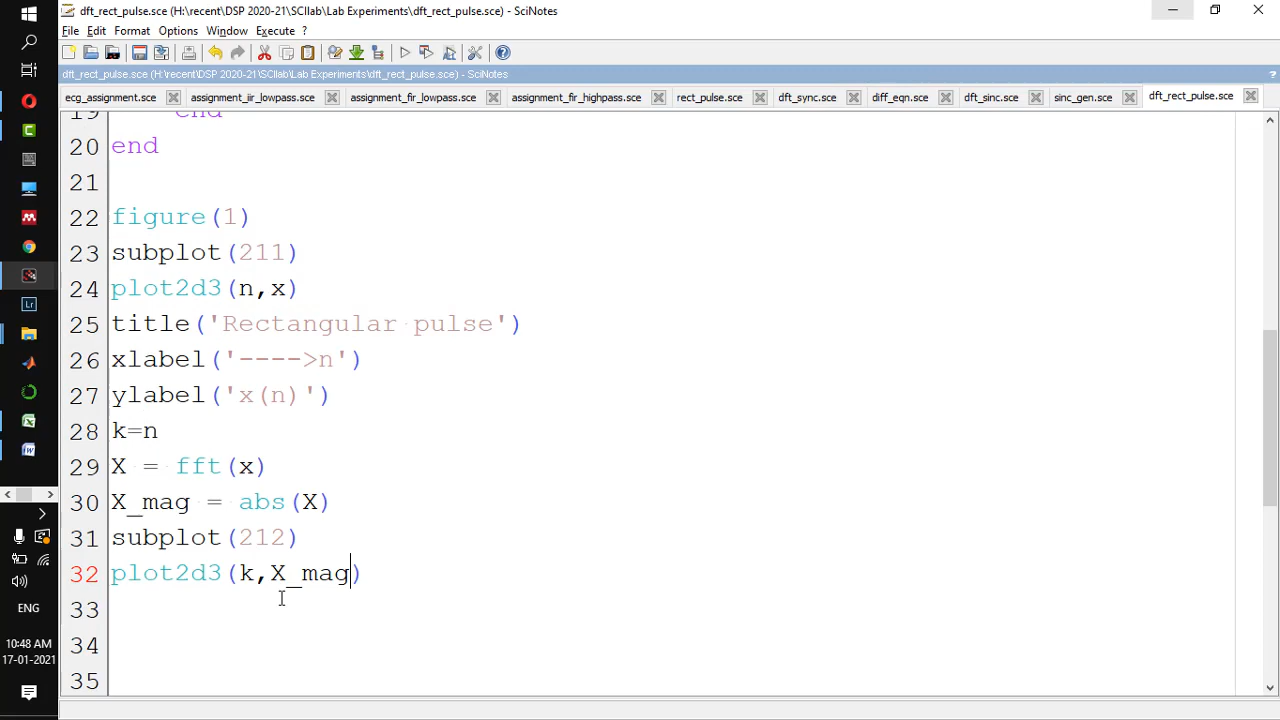 dft_rect_pulse.sce (H:\recent\DSP 2020-21\SCIlab\Lab Experiments\dft_rect_pulse.sce) - SciNotes
File Edit Format Options Window Execute ?
dft_rect_pulse.sce (H:\recent\DSP 2020-21\SCIlab\Lab Experiments\dft_rect_pulse.sce) - SciNotes ?
ecg_assignment.sce assignment_iir_lowpass.sce assignment_fir_lowpass.sce assignment_fir_highpass.sce rect_pulse.sce dft_sync.sce diff_eqn.sce dft_sinc.sce sinc_gen.sce dft_rect_pulse.sce
19 end
20 end
21
22 figure(1)
23 subplot(211)
24 plot2d3(n,x)
25 title('Rectangular pulse')
26 xlabel('---->n')
27 ylabel('x(n)')
28 k=n
29 X = fft(x)
30 X_mag = abs(X)
31 subplot(212)
32 plot2d3(k,X_mag)
33
34
35
Lr
ENG
10:48 AM
17-01-2021